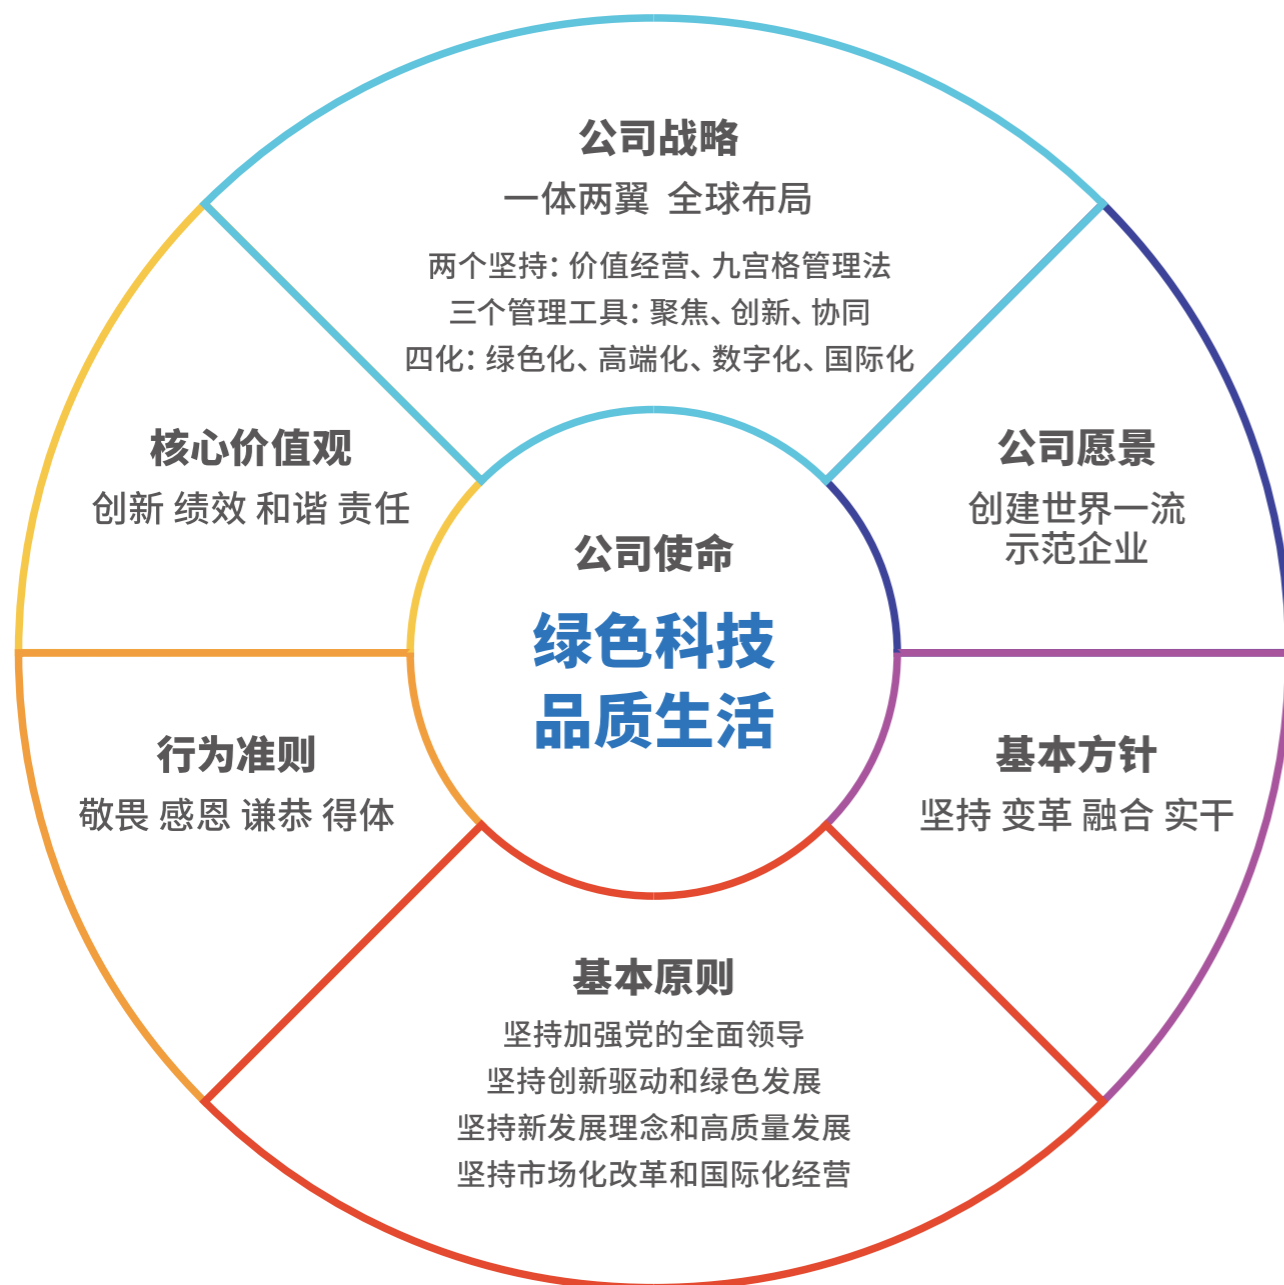 公司战略
一体两翼 全球布局
两个坚持：价值经营、九宫格管理法
三个管理工具：聚焦、创新、协同
四化：绿色化、高端化、数字化、国际化
核心价值观
创新 绩效 和谐 责任
公司愿景
创建世界一流
示范企业
公司使命
绿色科技
品质生活
行为准则
敬畏 感恩 谦恭 得体
基本方针
坚持 变革 融合 实干
基本原则
坚持加强党的全面领导
坚持创新驱动和绿色发展
坚持新发展理念和高质量发展
坚持市场化改革和国际化经营